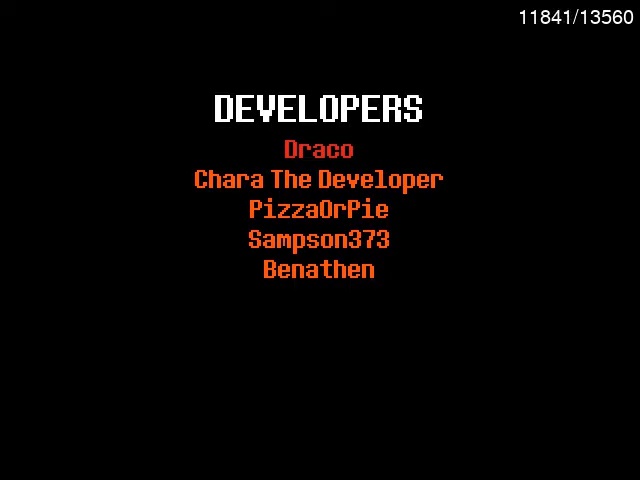 11841/13560
DEVELOPERS
Draco
Chara The Developer
PizzaOrPie
Sampson373
Benathen